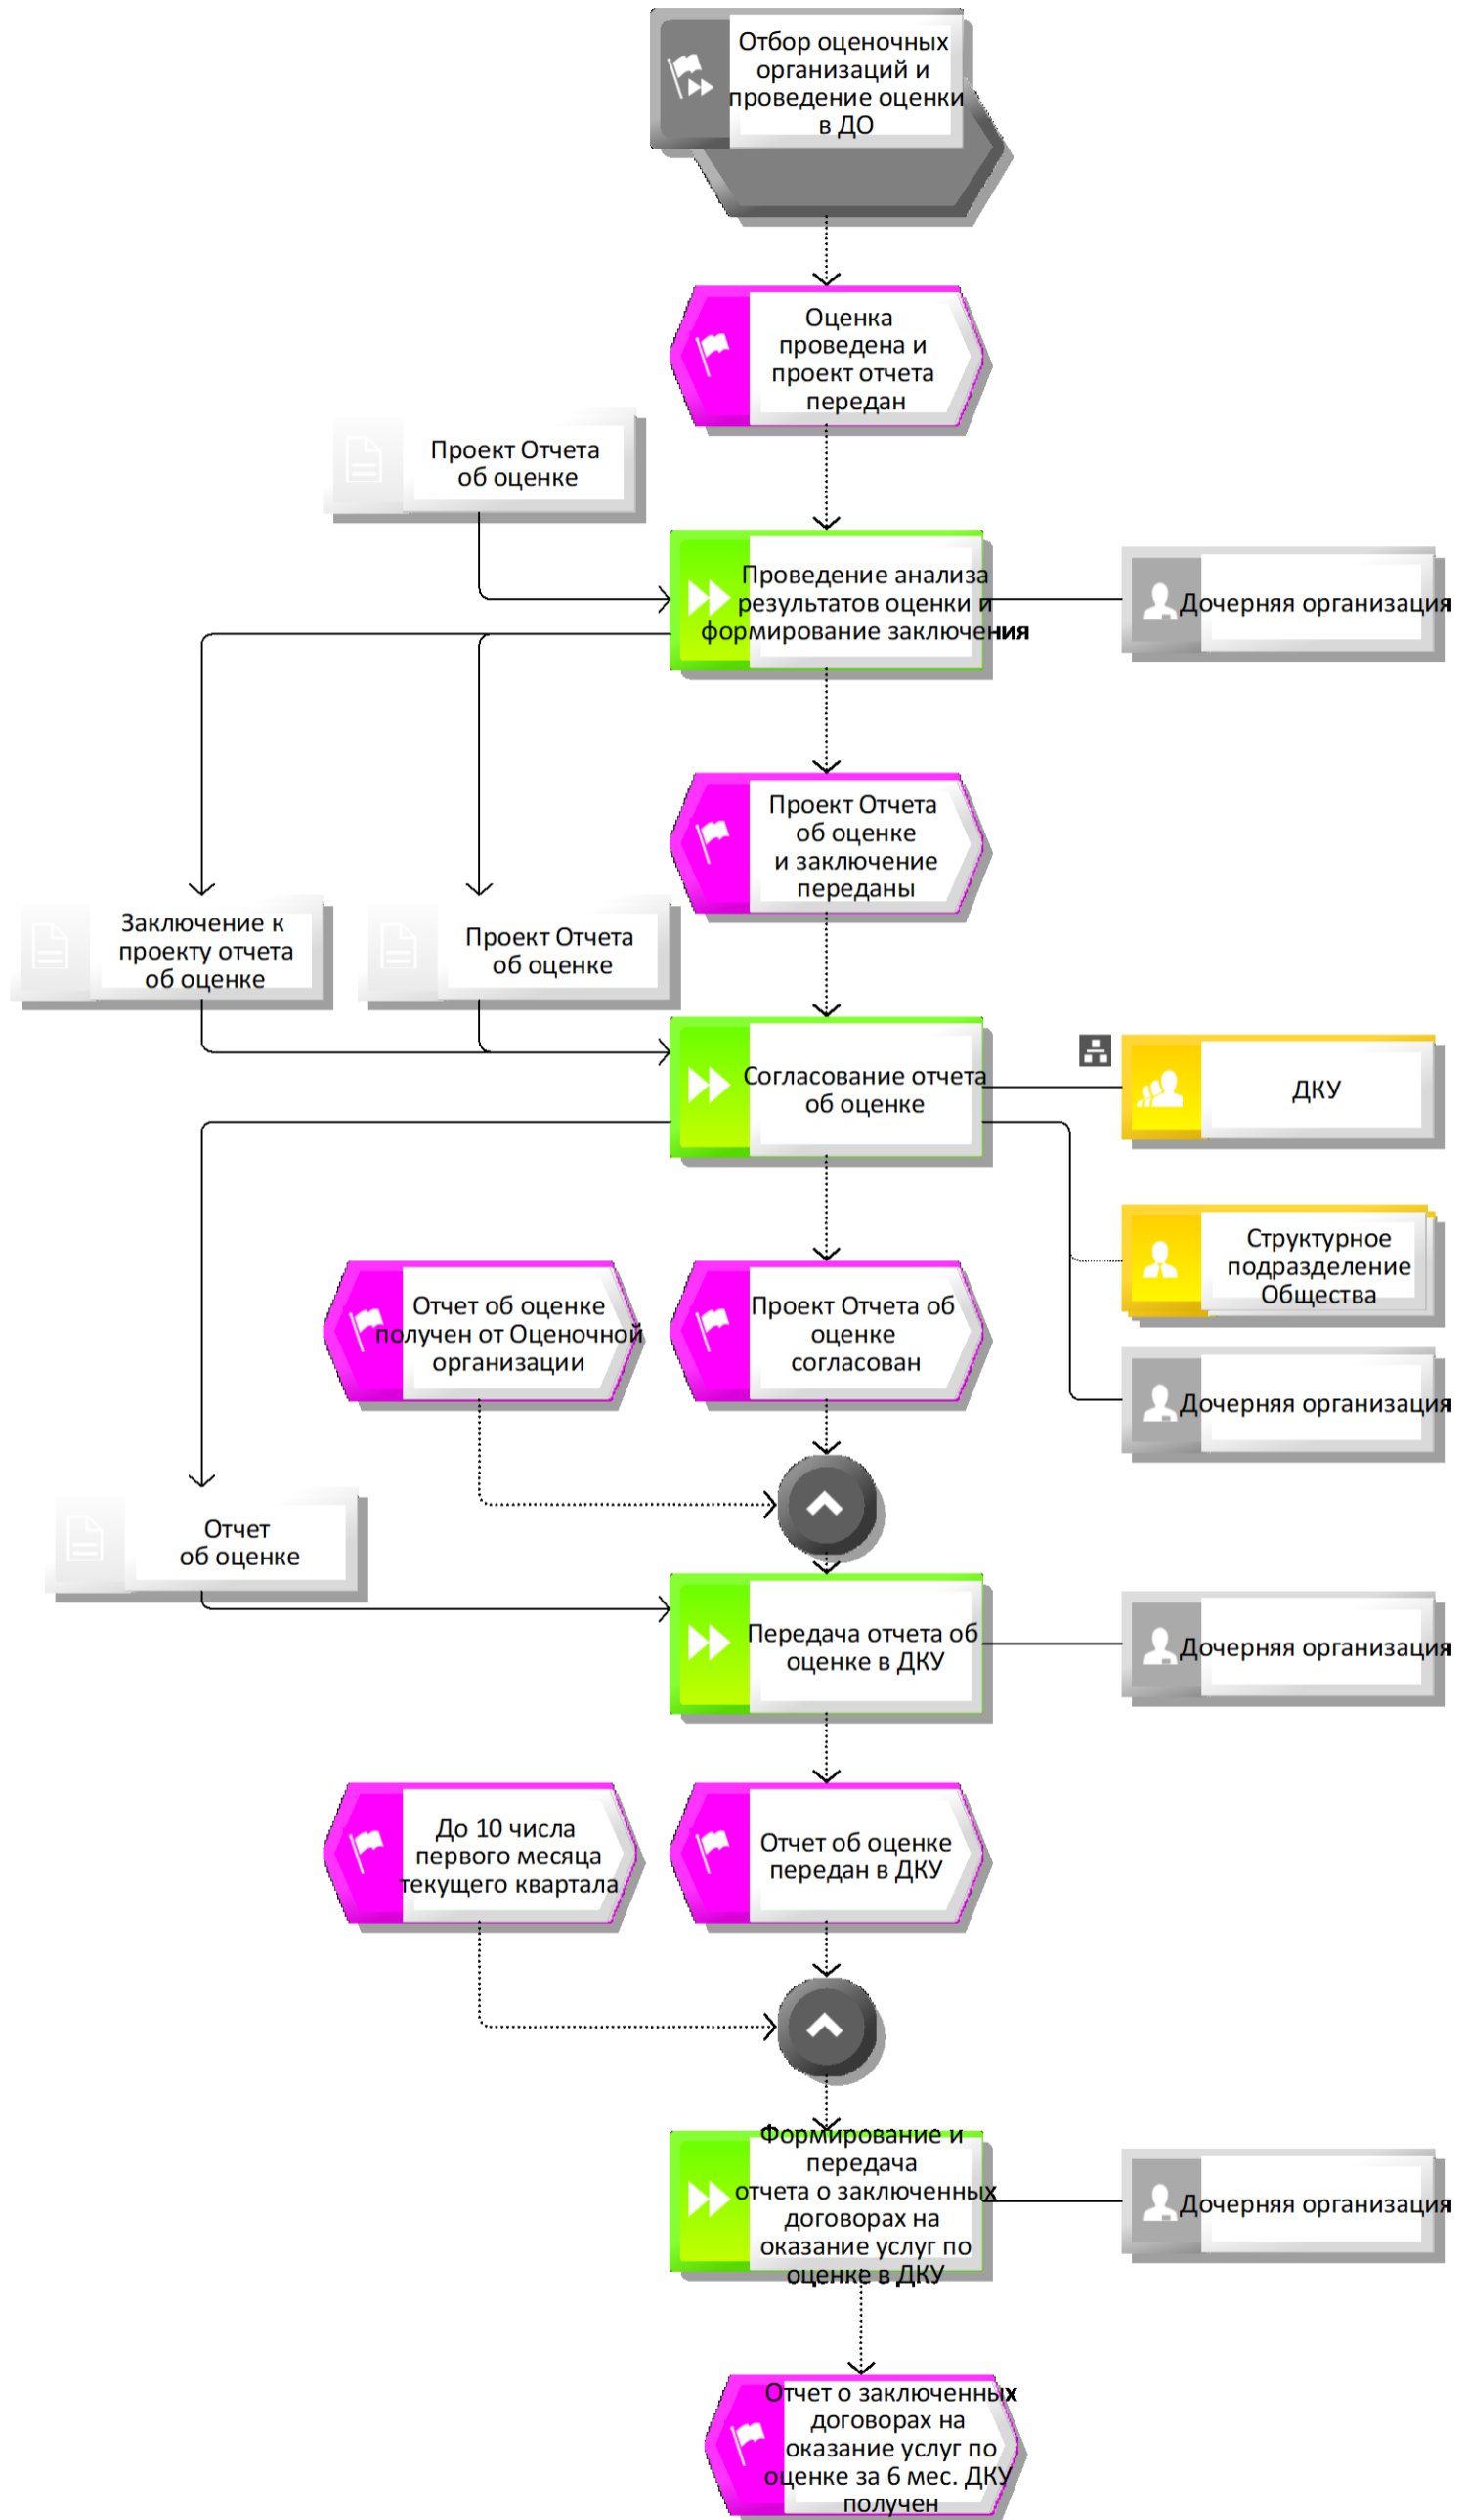 Отбор оценочных
организаций и
проведение оценки
в ДО
Оценка
проведена и
проект отчета
передан
Проект Отчета
об оценке
Проведение анализа
результатов оценки и
формирование заключения
Дочерняя организация
Проект Отчета
об оценке
и заключение
переданы
Заключение к
проекту отчета
об оценке
Проект Отчета
об оценке
Согласование отчета
об оценке
ДКУ
Структурное
подразделение
Общества
Отчет об оценке
получен от Оценочной
организации
Проект Отчета об
оценке
согласован
Дочерняя организация
Отчет
об оценке
Передача отчета об
оценке в ДКУ
Дочерняя организация
До 10 числа
первого месяца
текущего квартала
Отчет об оценке
передан в ДКУ
Формирование и
передача
отчета о заключенных
договорах на
оказание услуг по
оценке в ДКУ
Дочерняя организация
Отчет о заключенных
договорах на
оказание услуг по
оценке за 6 мес. ДКУ
получен